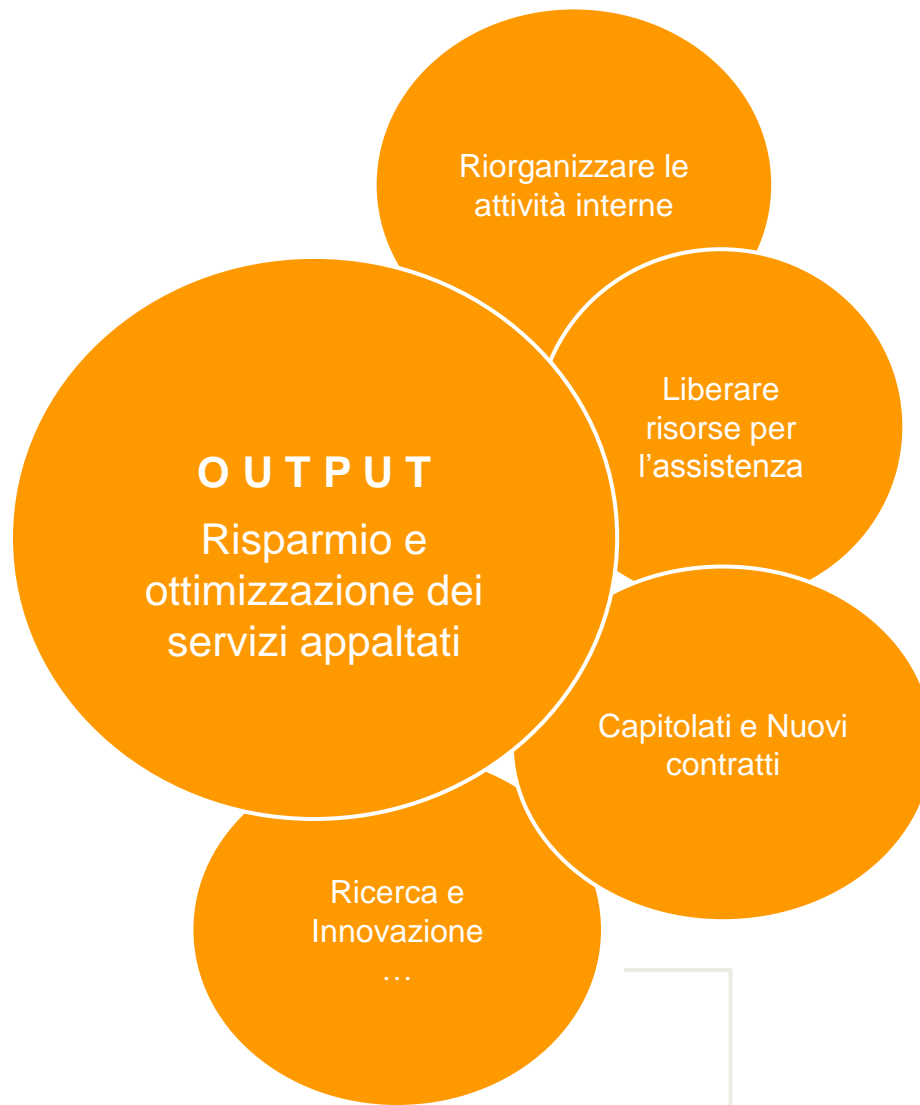 Riorganizzare le
attività interne
Liberare
risorse per
l’assistenza
O U T P U T
Risparmio e
ottimizzazione dei
servizi appaltati
Capitolati e Nuovi
contratti
Ricerca e
Innovazione
…